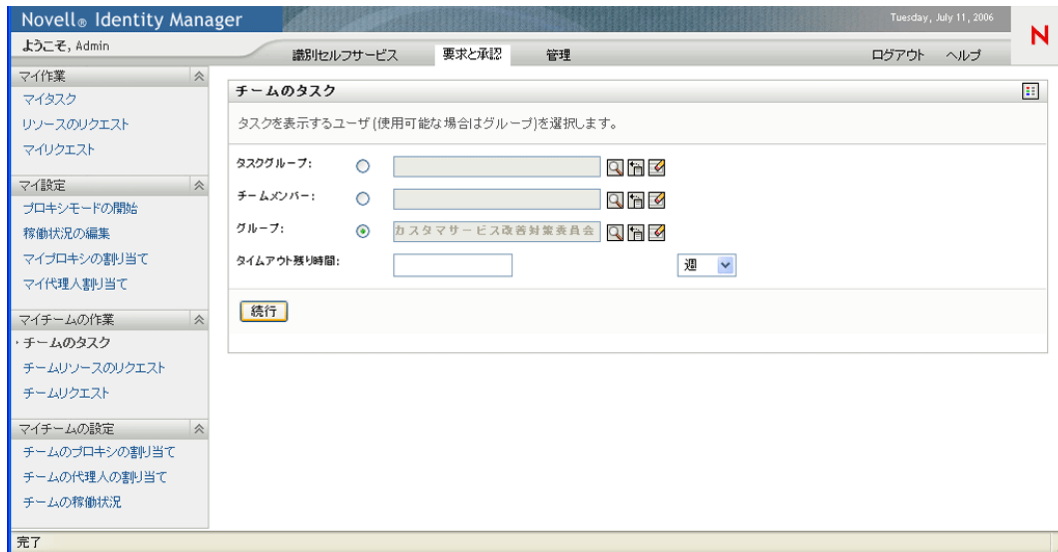 Novell® Identity Manager
Tuesday, July 11, 2006
ようこそ, Admin
識別セルフサービス
要求と承認
管理
ログアウト
ヘルプ
N
マイ作業
マイタスク
リソースのリクエスト
マイリクエスト
マイ設定
プロキシモードの開始
稼働状況の編集
マイプロキシの割り当て
マイ代理人割り当て
マイチームの作業
・チームのタスク
チームリソースのリクエスト
チームリクエスト
マイチームの設定
チームのプロキシの割り当て
チームの代理人の割り当て
チームの稼働状況
チームのタスク
タスクを表示するユーザ(使用可能な場合はグループ)を選択します。
タスクグループ:
チームメンバー:
グループ: カスタマサービス改善対策委員会
タイムアウト残り時間: 週
続行
完了